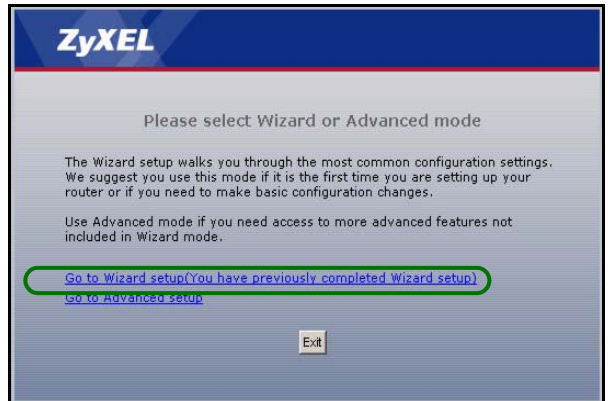 ZyXEL
Please select Wizard or Advanced mode
The Wizard setup walks you through the most common configuration settings.
We suggest you use this mode if it is the first time you are setting up your
router or if you need to make basic configuration changes.
Use Advanced mode if you need access to more advanced features not
included in Wizard mode.
Go to Wizard setup(You have previously completed Wizard setup)
Go to Advanced setup
Exit